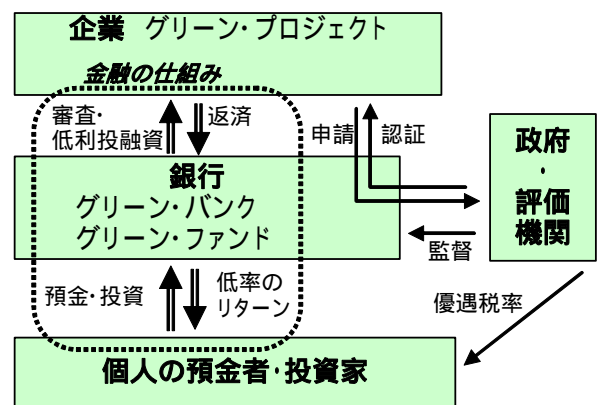 企業 グリーン・プロジェクト
金融の仕組み
審査・
低利投融資
返済
申請
認証
政府
・
評価
機関
銀行
グリーン・バンク
グリーン・ファンド
監督
預金・投資
低率の
リターン
優遇税率
個人の預金者・投資家